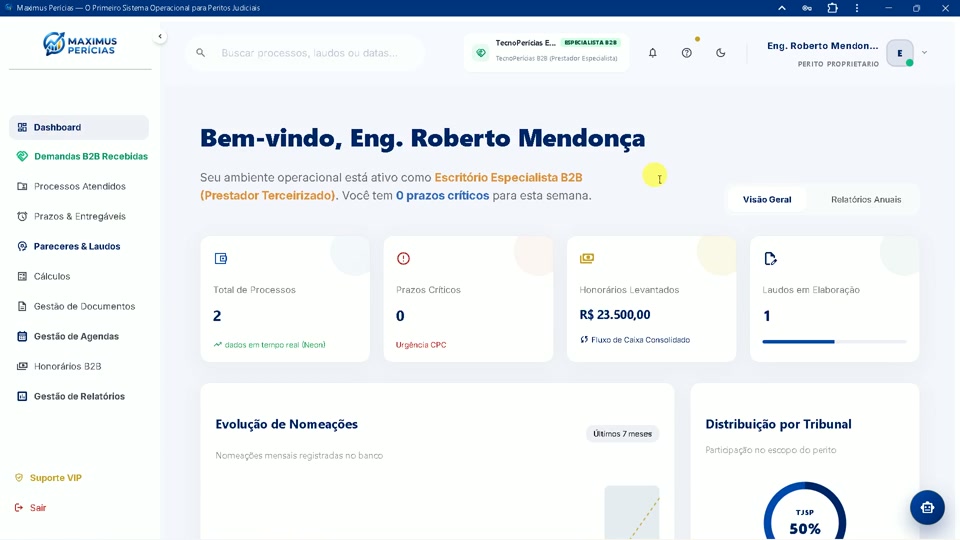 Maximus Perícias — O Primeiro Sistema Operacional para Peritos Judiciais
MAXIMUS
PERÍCIAS
Buscar processos, laudos ou datas...
TecnoPerícias E... ESPECIALISTA B2B
TecnoPerícias B2B (Prestador Especialista)
Eng. Roberto Mendon...
PERITO PROPRIETARIO
E
Dashboard
Demandas B2B Recebidas
Processos Atendidos
Prazos & Entregáveis
Pareceres & Laudos
Cálculos
Gestão de Documentos
Gestão de Agendas
Honorários B2B
Gestão de Relatórios
Suporte VIP
Sair
Bem-vindo, Eng. Roberto Mendonça
Seu ambiente operacional está ativo como Escritório Especialista B2B
(Prestador Terceirizado). Você tem 0 prazos críticos para esta semana.
Visão Geral
Relatórios Anuais
Total de Processos
2
dados em tempo real (Neon)
Prazos Críticos
0
Urgência CPC
Honorários Levantados
R$ 23.500,00
Fluxo de Caixa Consolidado
Laudos em Elaboração
1
Evolução de Nomeações
Nomeações mensais registradas no banco
Últimos 7 meses
Distribuição por Tribunal
Participação no escopo do perito
TJSP
50%